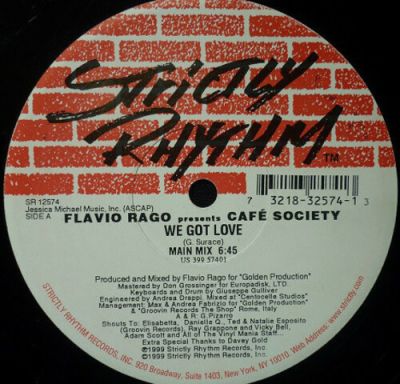 STRICTLY
RHYTHM TM
SR 12574
Jessica Michael Music, Inc. (ASCAP)
SIDE A
7 3218-32574-1 3
FLAVIO RAGO presents CAFÉ SOCIETY
WE GOT LOVE
(G. Surace)
MAIN MIX 6:45
US 399 57401
Produced and Mixed by Flavio Rago for "Golden Production"
Mastered by Don Grossinger for Europadisk, LTD.
Keyboards and Drum by Giuseppe Gulliver
Engineered by Andrea Drappi, Mixed at "Centocelle Studios"
Management: Max & Andrea Fabrizio for "Golden Production" &
"Groovin Records The Shop" Rome, Italy
A & R: G.Pizarro
Shouts To: Elisabetta, Daniella Q., Ted & Natalie Esposito
(Groovin Records), Ray Grappone and Vicky Bell,
Adam Scott and All of The Vinyl Mania Staff...
Extra Special Thanks to Davey Gold
℗1999 Strictly Rhythm Records, Inc.
©1999 Strictly Rhythm Records, Inc.
STRICTLY RHYTHM RECORDS, INC. 920 Broadway, Suite 1403, New York, NY 10010, Web Address: www.strictly.com